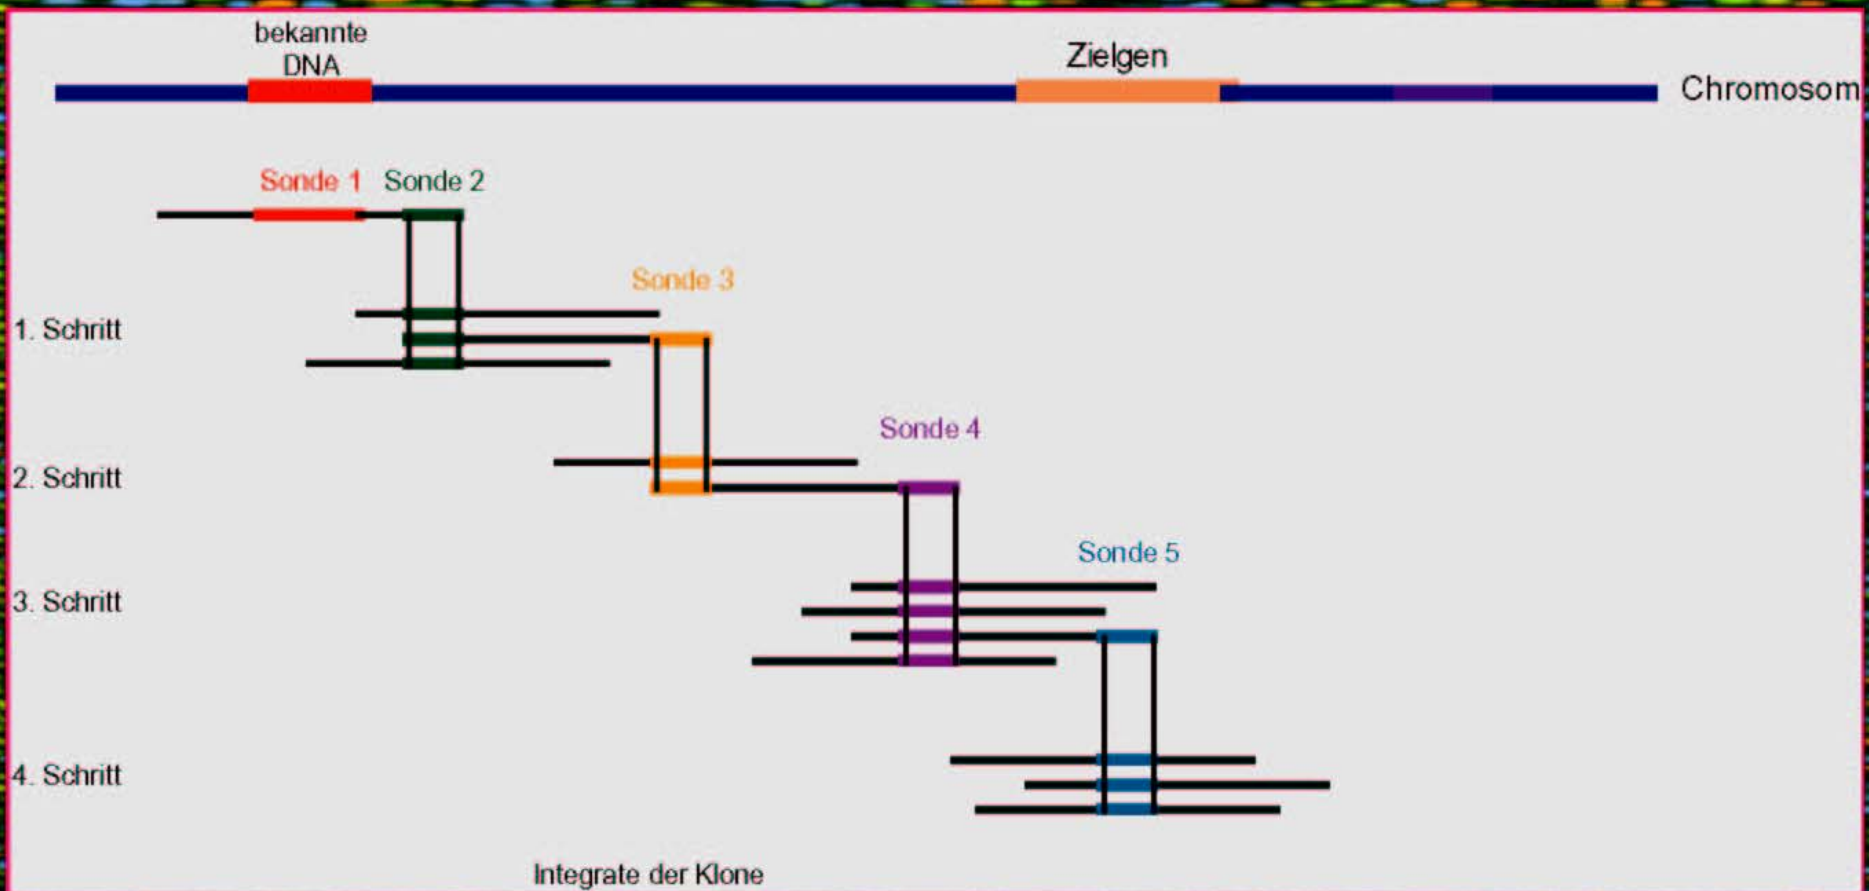 bekannte
DNA
Zielgen
Chromosom
Sonde 1
Sonde 2
Sonde 3
1. Schritt
Sonde 4
2. Schritt
Sonde 5
3. Schritt
4. Schritt
Integrate der Klone